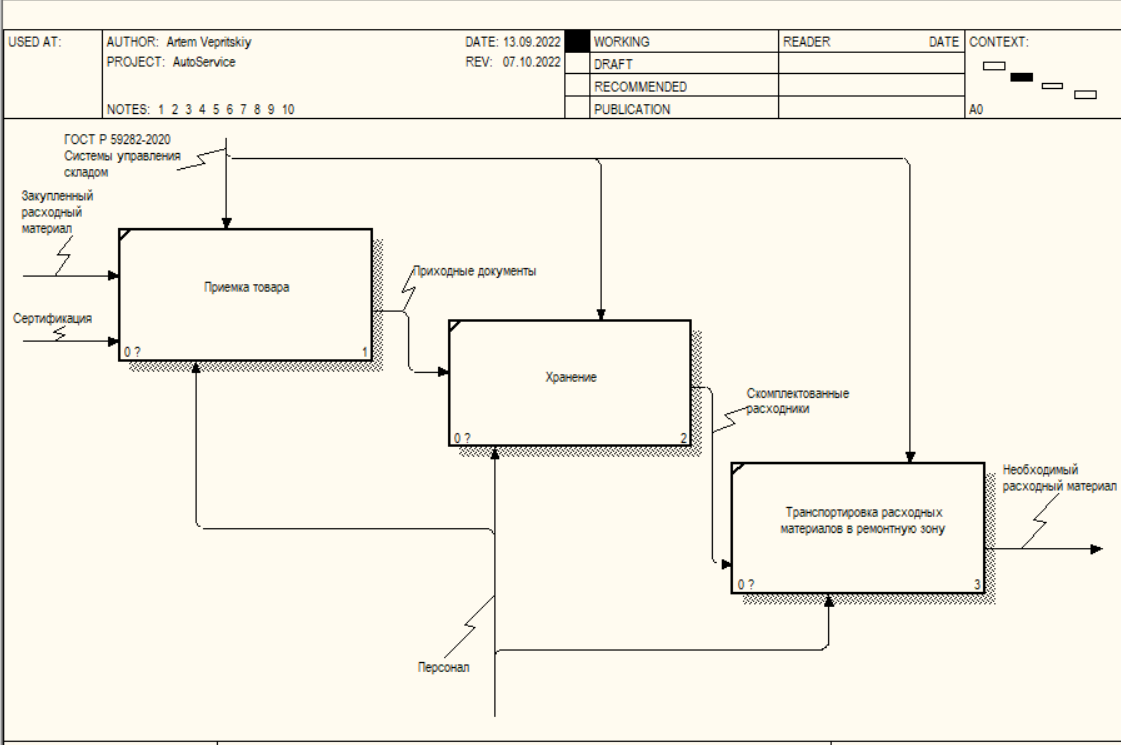 USED AT:
AUTHOR: Artem Vepritskiy
DATE: 13.09.2022
PROJECT: AutoService
REV: 07.10.2022
NOTES: 1 2 3 4 5 6 7 8 9 10
WORKING
DRAFT
RECOMMENDED
PUBLICATION
READER
DATE
CONTEXT:
A0
ГОСТ Р 59282-2020
Системы управления
складом
Закупленный
расходный
материал
Сертификация
Приемка товара
0 ?
1
Приходные документы
Хранение
0 ?
2
Скомплектованные
расходники
Транспортировка расходных
материалов в ремонтную зону
0 ?
3
Необходимый
расходный материал
Персонал